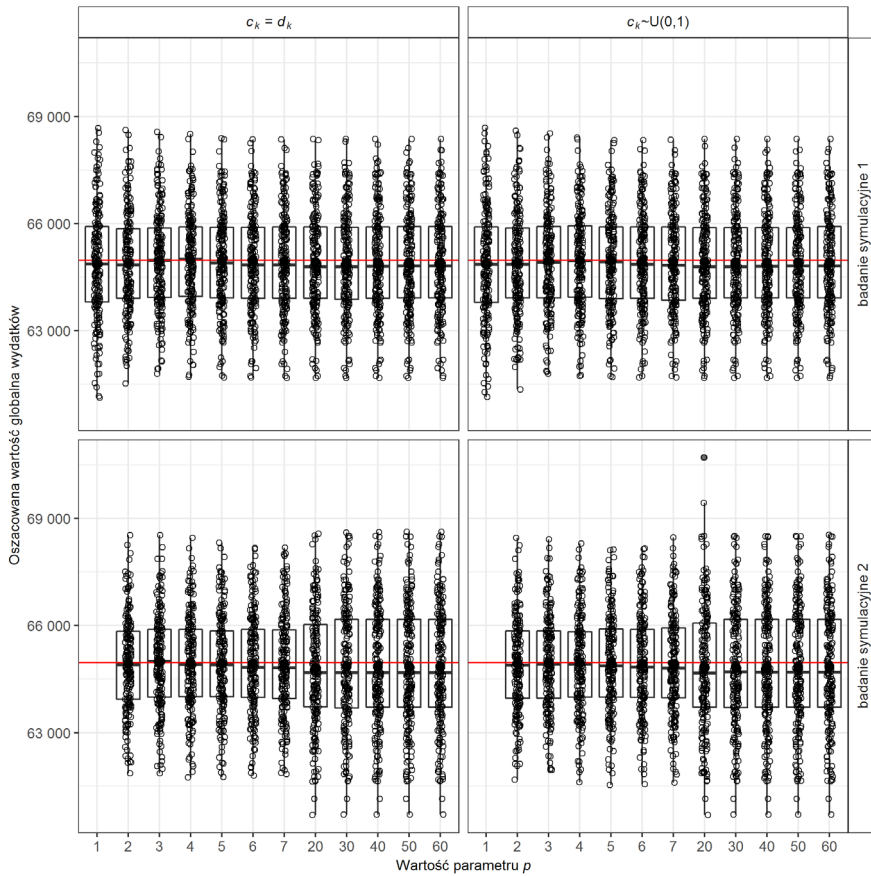 c_k = d_k
c_k~U(0,1)
69 000
66 000
63 000
badanie symulacyjne 1
Oszacowana wartość globalna wydatków
69 000
66 000
63 000
badanie symulacyjne 2
1 2 3 4 5 6 7 20 30 40 50 60
1 2 3 4 5 6 7 20 30 40 50 60
Wartość parametru p